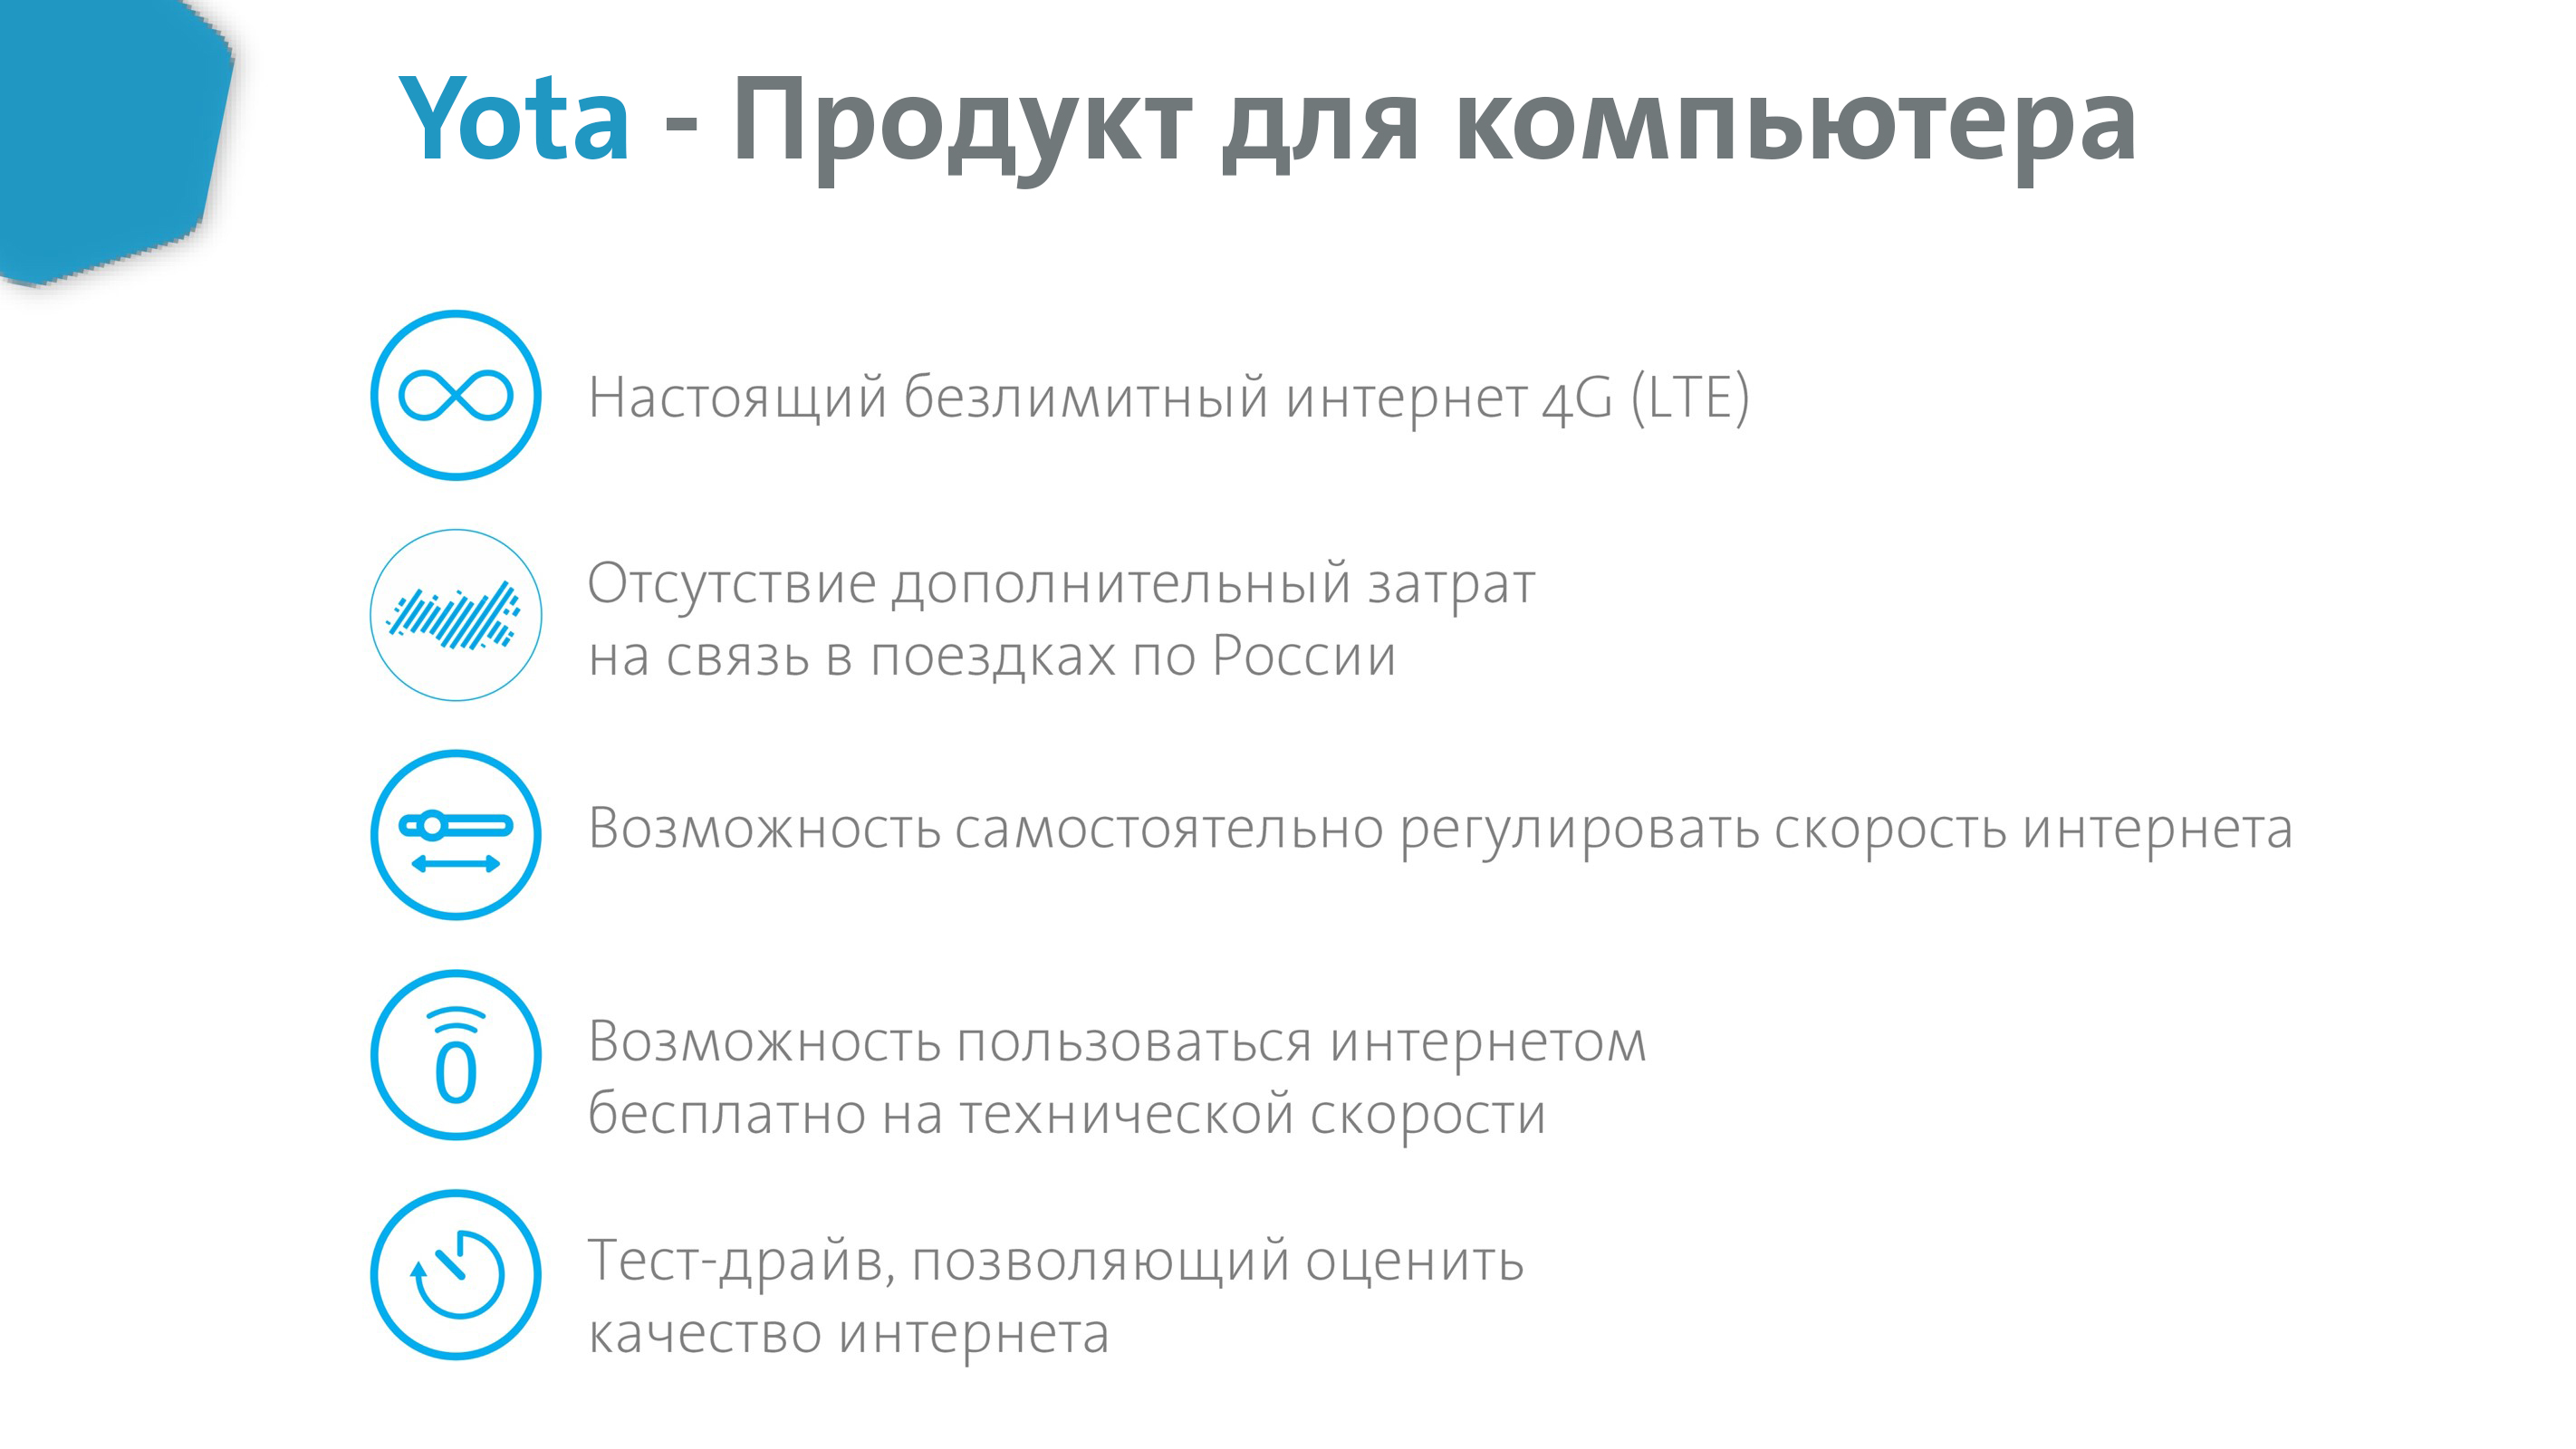 Yota - Продукт для компьютера
Настоящий безлимитный интернет 4G (LTE)
Отсутствие дополнительный затрат
на связь в поездках по России
Возможность самостоятельно регулировать скорость интернета
0
Возможность пользоваться интернетом
бесплатно на технической скорости
Тест-драйв, позволяющий оценить
качество интернета